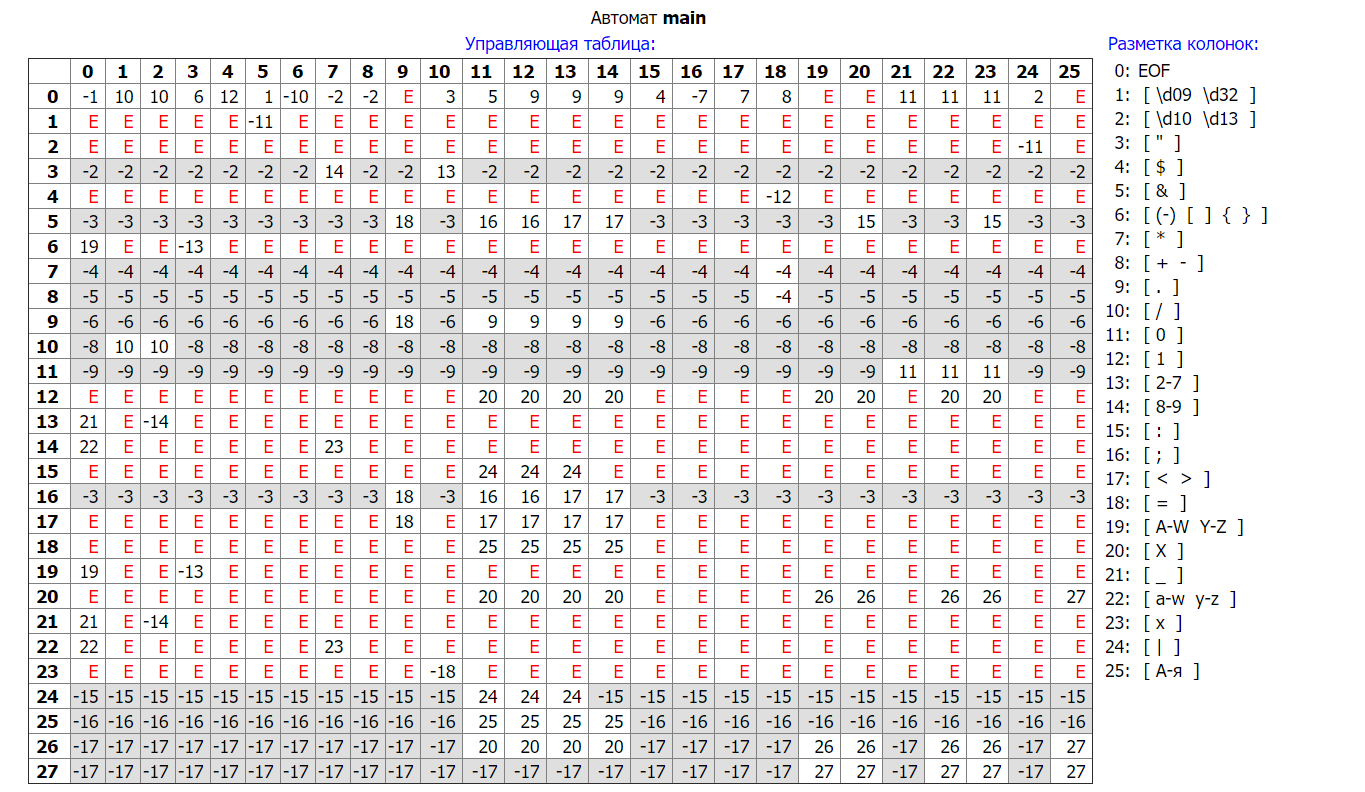 Автомат main
Управляющая таблица: Разметка колонок:
0 1 2 3 4 5 6 7 8 9 10 11 12 13 14 15 16 17 18 19 20 21 22 23 24 25 0: EOF
0 -1 10 10 6 12 1 -10 -2 -2 E 3 5 9 9 9 4 -7 7 8 E E 11 11 11 2 E 1: [ \d09 \d32 ]
1 E E E E E -11 E E E E E E E E E E E E E E E E E E E E 2: [ \d10 \d13 ]
2 E E E E E E E E E E E E E E E E E E E E E E E E -11 E 3: [ " ]
3 -2 -2 -2 -2 -2 -2 -2 14 -2 -2 13 -2 -2 -2 -2 -2 -2 -2 -2 -2 -2 -2 -2 -2 -2 -2 4: [ $ ]
4 E E E E E E E E E E E E E E E E E E -12 E E E E E E E 5: [ & ]
5 -3 -3 -3 -3 -3 -3 -3 -3 -3 18 -3 16 16 17 17 -3 -3 -3 -3 -3 15 -3 -3 15 -3 -3 6: [ (-) [ ] { } ]
6 19 E E -13 E E E E E E E E E E E E E E E E E E E E E E 7: [ * ]
7 -4 -4 -4 -4 -4 -4 -4 -4 -4 -4 -4 -4 -4 -4 -4 -4 -4 -4 -4 -4 -4 -4 -4 -4 -4 -4 8: [ + - ]
8 -5 -5 -5 -5 -5 -5 -5 -5 -5 -5 -5 -5 -5 -5 -5 -5 -5 -5 -4 -5 -5 -5 -5 -5 -5 -5 9: [ . ]
9 -6 -6 -6 -6 -6 -6 -6 -6 -6 18 -6 9 9 9 9 -6 -6 -6 -6 -6 -6 -6 -6 -6 -6 -6 10: [ / ]
10 -8 10 10 -8 -8 -8 -8 -8 -8 -8 -8 -8 -8 -8 -8 -8 -8 -8 -8 -8 -8 -8 -8 -8 -8 -8 11: [ 0 ]
11 -9 -9 -9 -9 -9 -9 -9 -9 -9 -9 -9 -9 -9 -9 -9 -9 -9 -9 -9 -9 -9 11 11 11 -9 -9 12: [ 1 ]
12 E E E E E E E E E E E 20 20 20 20 E E E E 20 20 E 20 20 E E 13: [ 2-7 ]
13 21 E -14 E E E E E E E E E E E E E E E E E E E E E E E 14: [ 8-9 ]
14 22 E E E E E E 23 E E E E E E E E E E E E E E E E E E 15: [ : ]
15 E E E E E E E E E E E 24 24 24 E E E E E E E E E E E E 16: [ ; ]
16 -3 -3 -3 -3 -3 -3 -3 -3 -3 18 -3 16 16 17 17 -3 -3 -3 -3 -3 -3 -3 -3 -3 -3 -3 17: [ < > ]
17 E E E E E E E E E 18 E 17 17 17 17 E E E E E E E E E E E 18: [ = ]
18 E E E E E E E E E E E 25 25 25 25 E E E E E E E E E E E 19: [ A-W Y-Z ]
19 19 E E -13 E E E E E E E E E E E E E E E E E E E E E E 20: [ X ]
20 E E E E E E E E E E E 20 20 20 20 E E E E 26 26 E 26 26 E 27 21: [ _ ]
21 21 E -14 E E E E E E E E E E E E E E E E E E E E E E E 22: [ a-w y-z ]
22 22 E E E E E E 23 E E E E E E E E E E E E E E E E E E 23: [ x ]
23 E E E E E E E E E E -18 E E E E E E E E E E E E E E E 24: [ | ]
24 -15 -15 -15 -15 -15 -15 -15 -15 -15 -15 -15 24 24 24 -15 -15 -15 -15 -15 -15 -15 -15 -15 -15 -15 -15 25: [ А-я ]
25 -16 -16 -16 -16 -16 -16 -16 -16 -16 -16 -16 25 25 25 25 -16 -16 -16 -16 -16 -16 -16 -16 -16 -16 -16
26 -17 -17 -17 -17 -17 -17 -17 -17 -17 -17 -17 20 20 20 20 -17 -17 -17 -17 26 26 -17 26 26 -17 27
27 -17 -17 -17 -17 -17 -17 -17 -17 -17 -17 -17 -17 -17 -17 -17 -17 -17 -17 -17 27 27 -17 27 27 -17 27